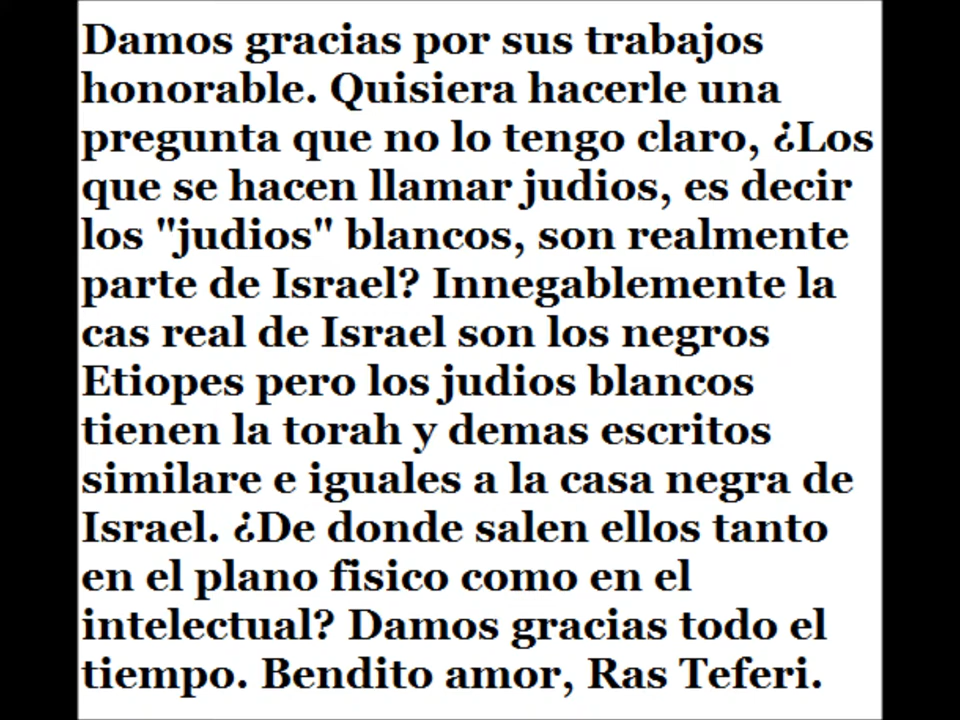 Damos gracias por sus trabajos
honorable. Quisiera hacerle una
pregunta que no lo tengo claro, ¿Los
que se hacen llamar judios, es decir
los "judios" blancos, son realmente
parte de Israel? Innegablemente la
cas real de Israel son los negros
Etiopes pero los judios blancos
tienen la torah y demas escritos
similare e iguales a la casa negra de
Israel. ¿De donde salen ellos tanto
en el plano fisico como en el
intelectual? Damos gracias todo el
tiempo. Bendito amor, Ras Teferi.